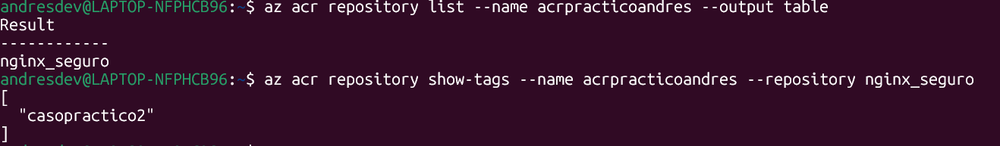 andresdev@LAPTOP-NFPHCB96:~$ az acr repository list --name acrpracticoandres --output table
Result
------------
nginx_seguro
andresdev@LAPTOP-NFPHCB96:~$ az acr repository show-tags --name acrpracticoandres --repository nginx_seguro
[
  "casopractico2"
]